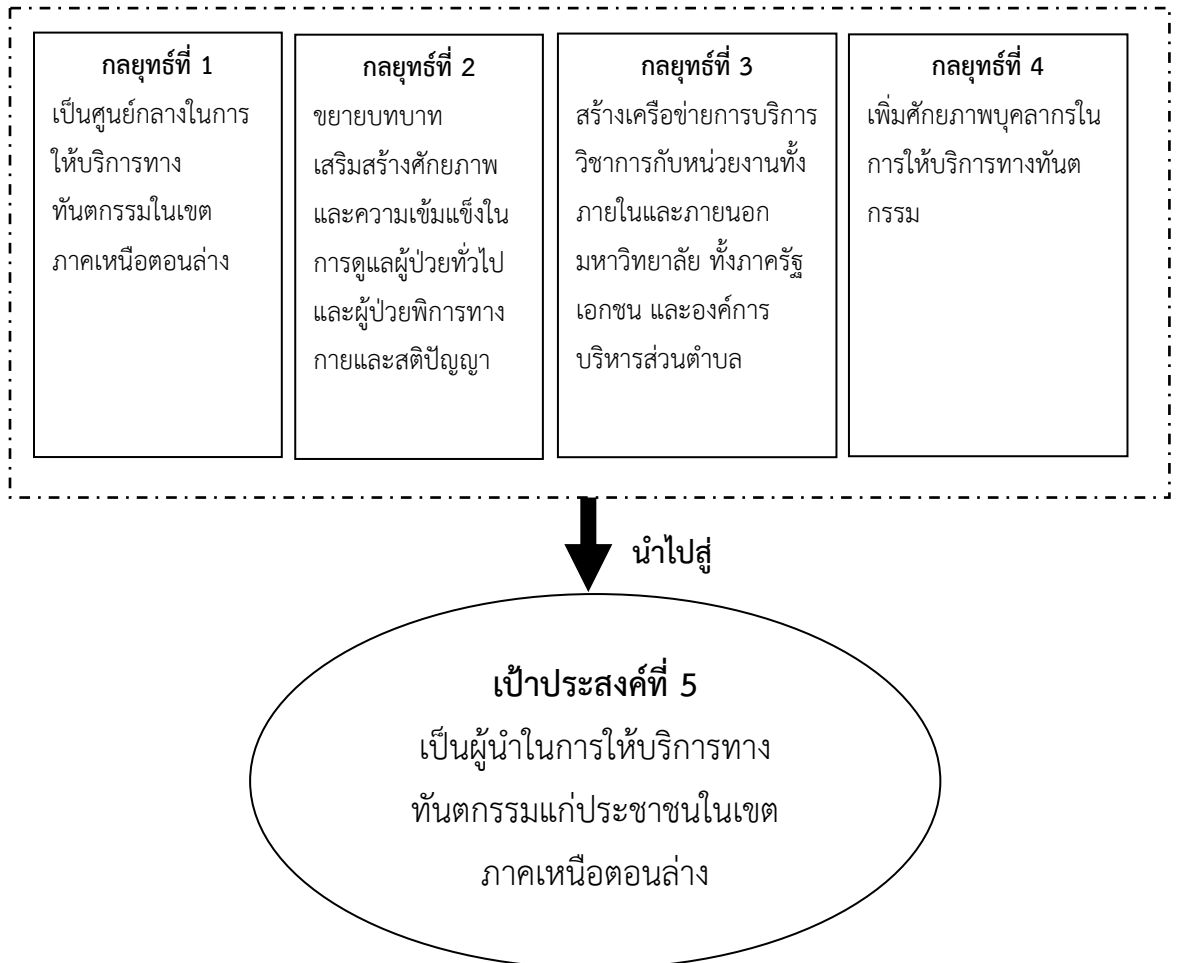 กลยุทธ์ที่ 1
เป็นศูนย์กลางในการ
ให้บริการทาง
ทันตกรรมในเขต
ภาคเหนือตอนล่าง
กลยุทธ์ที่ 2
ขยายบทบาท
เสริมสร้างศักยภาพ
และความเข้มแข็งใน
การดูแลผู้ป่วยทั่วไป
และผู้ป่วยพิการทาง
กายและสติปัญญา
กลยุทธ์ที่ 3
สร้างเครือข่ายการบริการ
วิชาการกับหน่วยงานทั้ง
ภายในและภายนอก
มหาวิทยาลัย ทั้งภาครัฐ
เอกชน และองค์การ
บริหารส่วนตำบล
กลยุทธ์ที่ 4
เพิ่มศักยภาพบุคลากรใน
การให้บริการทางทันต
กรรม
นำไปสู่
เป้าประสงค์ที่ 5
เป็นผู้นำในการให้บริการทาง
ทันตกรรมแก่ประชาชนในเขต
ภาคเหนือตอนล่าง